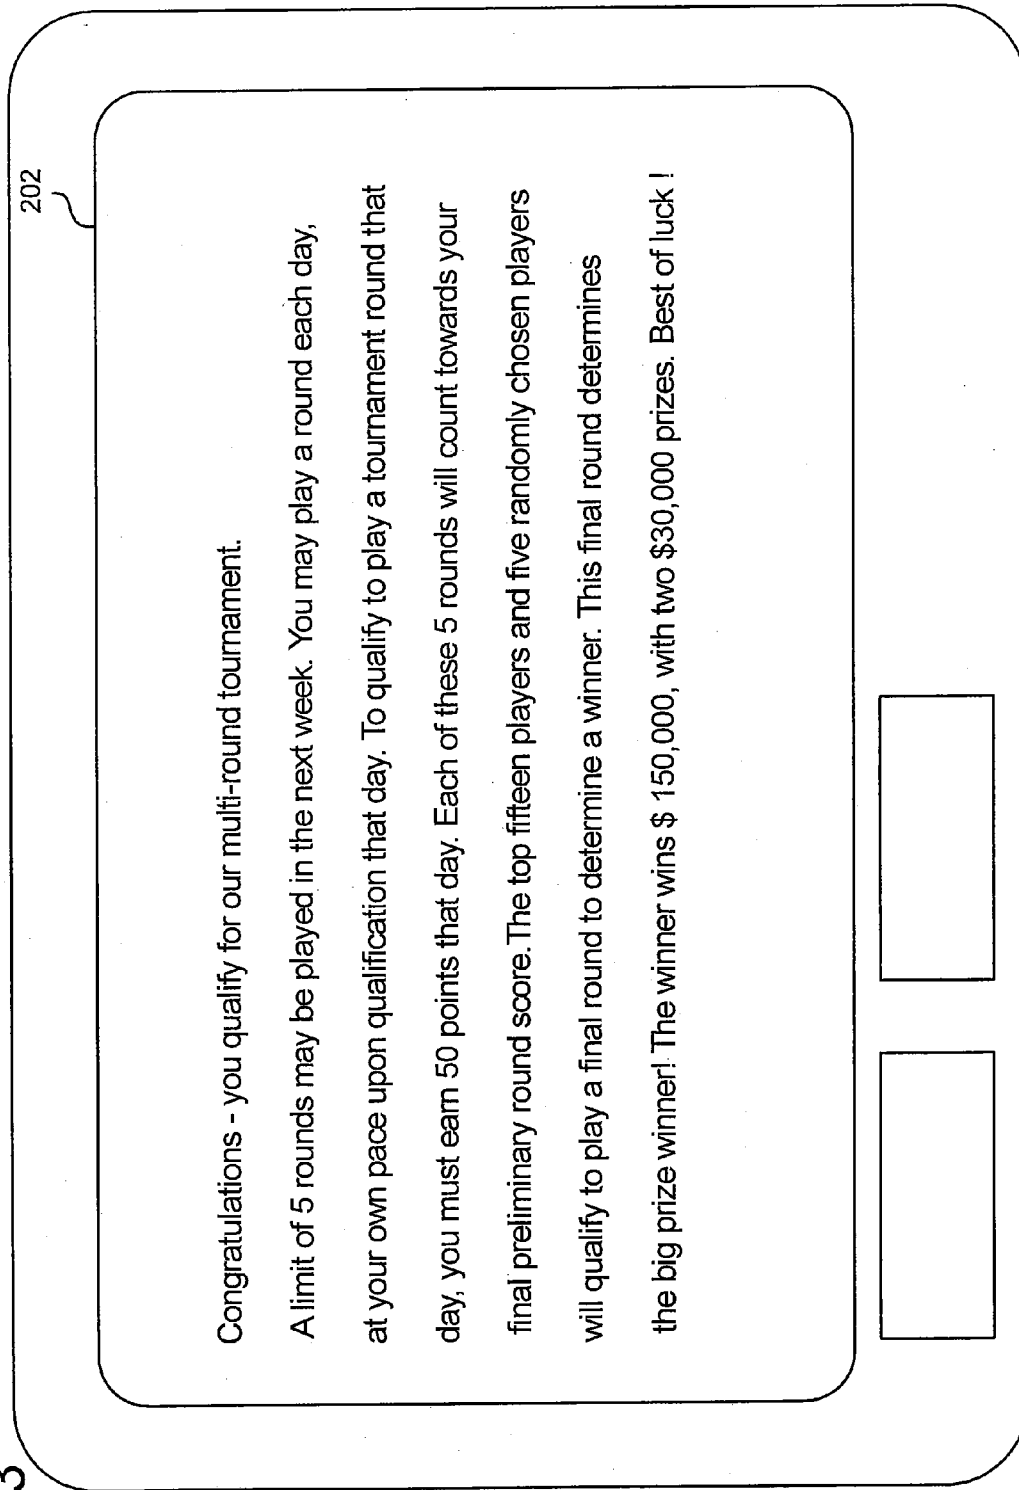 202
Congratulations - you qualify for our multi-round tournament.
A limit of 5 rounds may be played in the next week. You may play a round each day,
at your own pace upon qualification that day. To qualify to play a tournament round that
day, you must earn 50 points that day. Each of these 5 rounds will count towards your
final preliminary round score. The top fifteen players and five randomly chosen players
will qualify to play a final round to determine a winner. This final round determines
the big prize winner! The winner wins $ 150,000, with two $30,000 prizes. Best of luck !